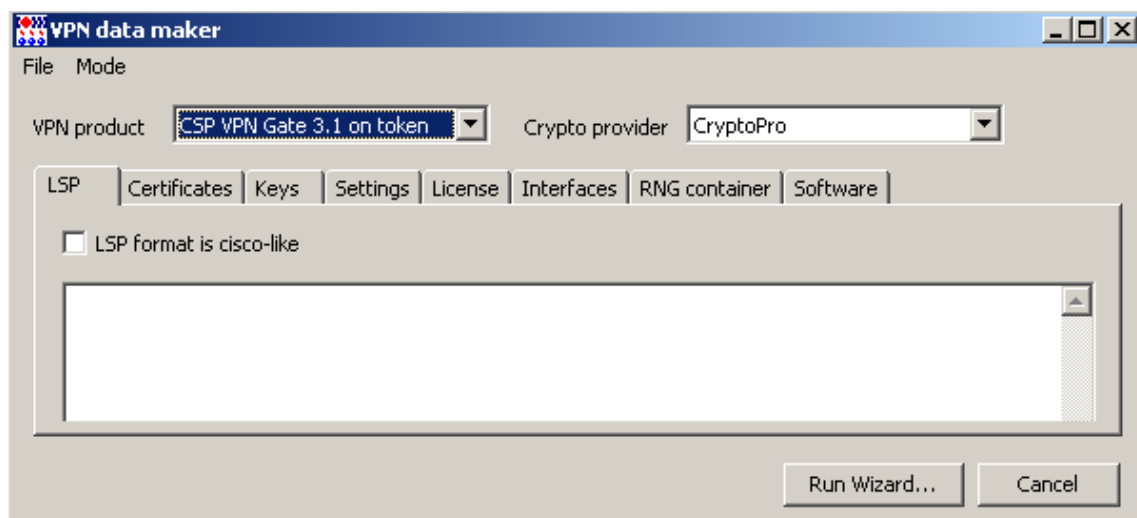 VPN data maker
File Mode
VPN product CSP VPN Gate 3.1 on token Crypto provider CryptoPro
LSP Certificates Keys Settings License Interfaces RNG container Software
LSP format is cisco-like
Run Wizard... Cancel